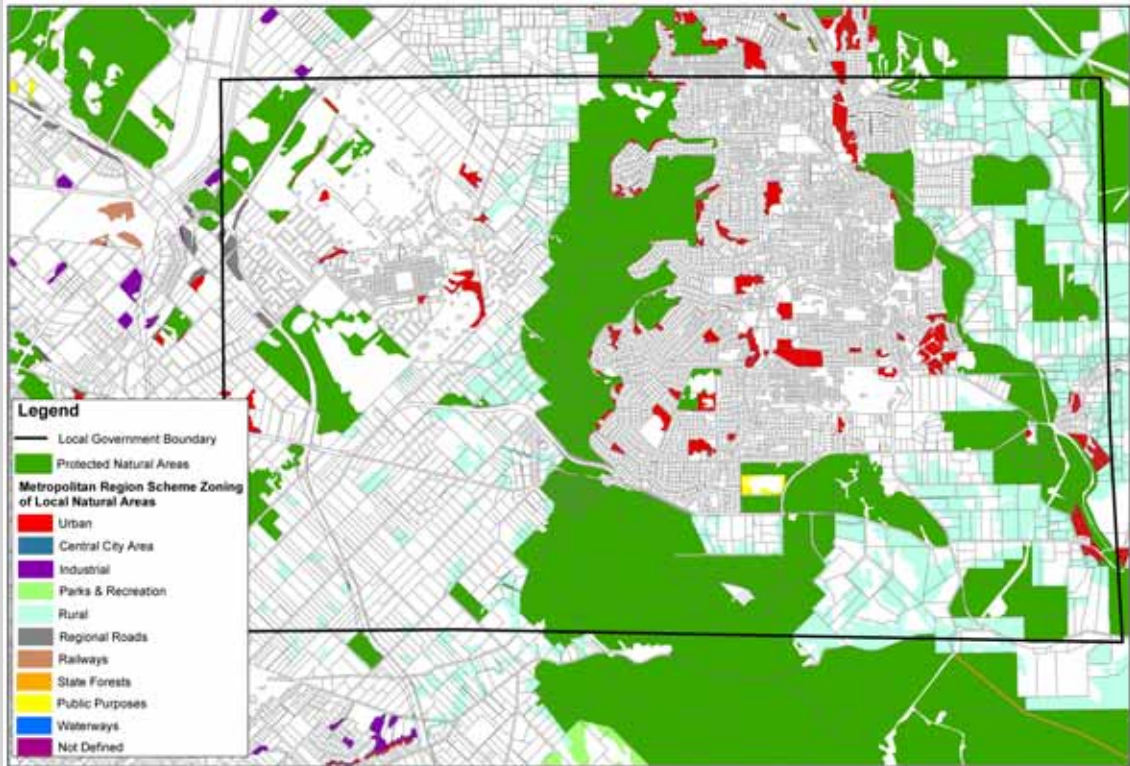 Legend
Local Government Boundary
Protected Natural Areas
Metropolitan Region Scheme Zoning
of Local Natural Areas
Urban
Central City Area
Industrial
Parks & Recreation
Rural
Regional Roads
Railways
State Forests
Public Purposes
Waterways
Not Defined